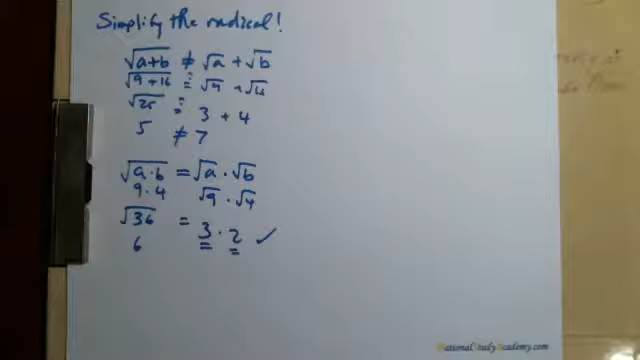 Simplify the radical!
√a+b ≠ √a + √b
√9+16 ≟ √9 + √4
√25 ≟ 3 + 4
5 ≠ 7
√a·b = √a · √b
9·4 √9 · √4
√36 = 3 · 2 ✓
6
RationalStudyAcademy.com